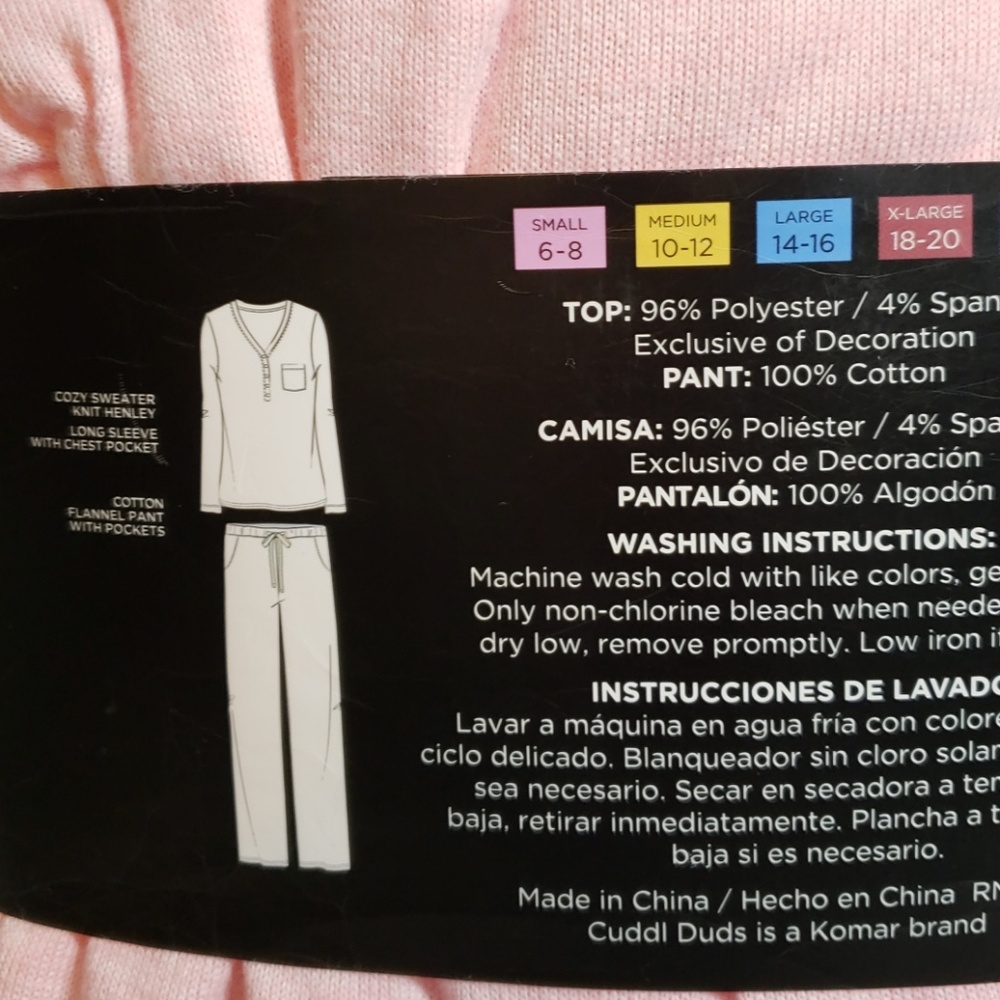 SMALL
6-8
MEDIUM
10-12
LARGE
14-16
X-LARGE
18-20
TOP: 96% Polyester / 4% Span
Exclusive of Decoration
PANT: 100% Cotton
CAMISA: 96% Poliéster / 4% Spa
Exclusivo de Decoración
PANTALÓN: 100% Algodón
COZY SWEATER
KNIT HENLEY
LONG SLEEVE
WITH CHEST POCKET
COTTON
FLANNEL PANT
WITH POCKETS
WASHING INSTRUCTIONS:
Machine wash cold with like colors, ge
Only non-chlorine bleach when neede
dry low, remove promptly. Low iron i
INSTRUCCIONES DE LAVADO
Lavar a máquina en agua fría con colore
ciclo delicado. Blanqueador sin cloro solar
sea necesario. Secar en secadora a ter
baja, retirar inmediatamente. Plancha a t
baja si es necesario.
Made in China / Hecho en China RN
Cuddl Duds is a Komar brand